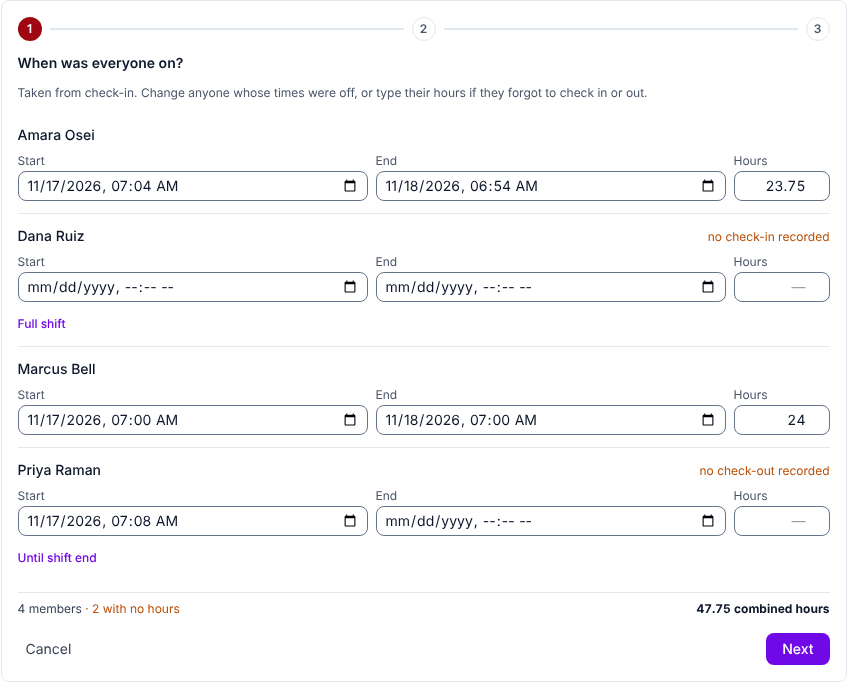 1 2 3
When was everyone on?
Taken from check-in. Change anyone whose times were off, or type their hours if they forgot to check in or out.
Amara Osei
Start End Hours
11/17/2026, 07:04 AM 11/18/2026, 06:54 AM 23.75
Dana Ruiz no check-in recorded
Start End Hours
mm/dd/yyyy, --:-- -- mm/dd/yyyy, --:-- -- —
Full shift
Marcus Bell
Start End Hours
11/17/2026, 07:00 AM 11/18/2026, 07:00 AM 24
Priya Raman no check-out recorded
Start End Hours
11/17/2026, 07:08 AM mm/dd/yyyy, --:-- -- —
Until shift end
4 members · 2 with no hours 47.75 combined hours
Cancel Next